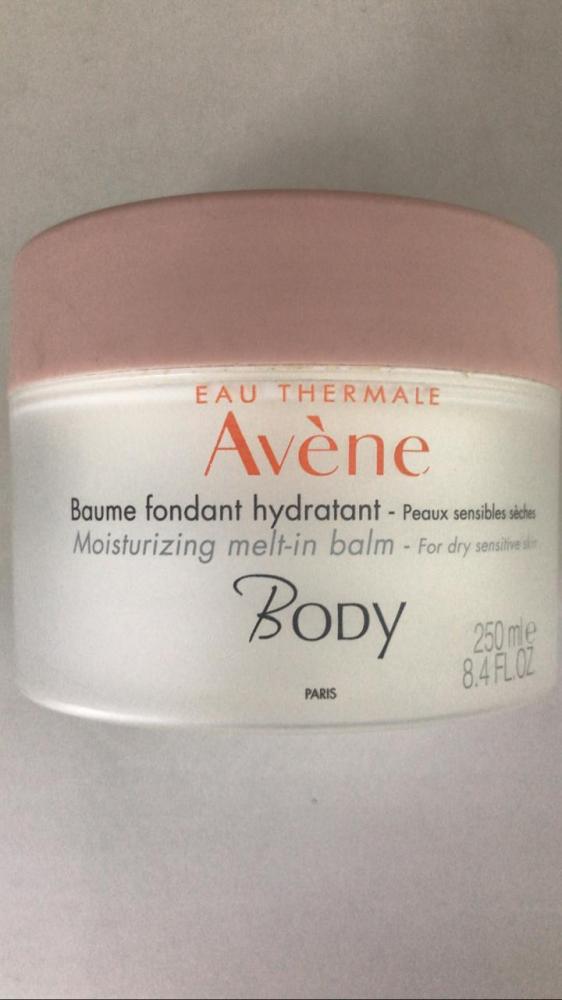 EAU THERMALE
Avène
Baume fondant hydratant - Peaux sensibles sèches
Moisturizing melt-in balm - For dry sensitive skin
BODY
250 ml e
8.4 FL.OZ
PARIS